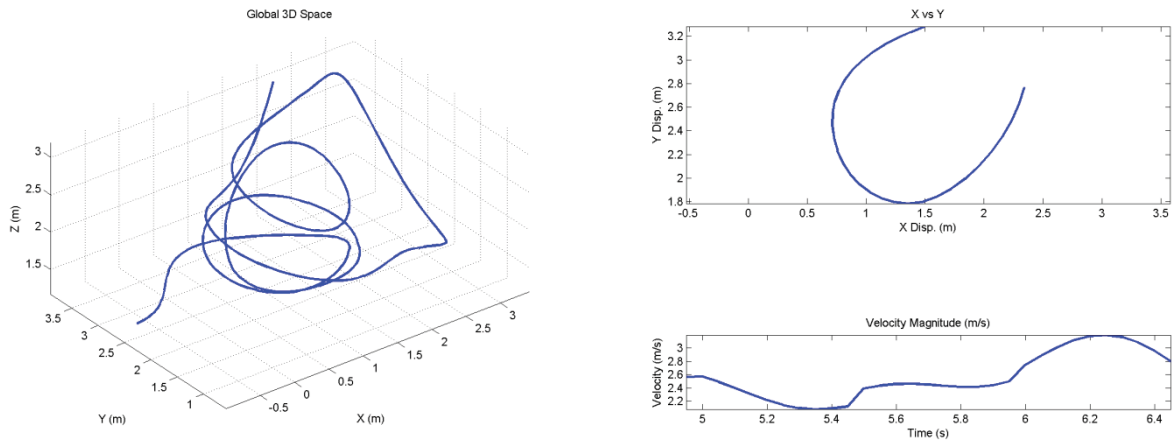 Global 3D Space
3
2.5
2
1.5
Z (m)
3.5
3
2.5
2
1.5
1
Y (m)
-0.5
0
0.5
1
1.5
2
2.5
3
X (m)
X vs Y
3.2
3
2.8
2.6
2.4
2.2
2
1.8
Y Disp. (m)
-0.5 0 0.5 1 1.5 2 2.5 3 3.5
X Disp. (m)
Velocity Magnitude (m/s)
3
2.8
2.6
2.4
2.2
Velocity (m/s)
5 5.2 5.4 5.6 5.8 6 6.2 6.4
Time (s)